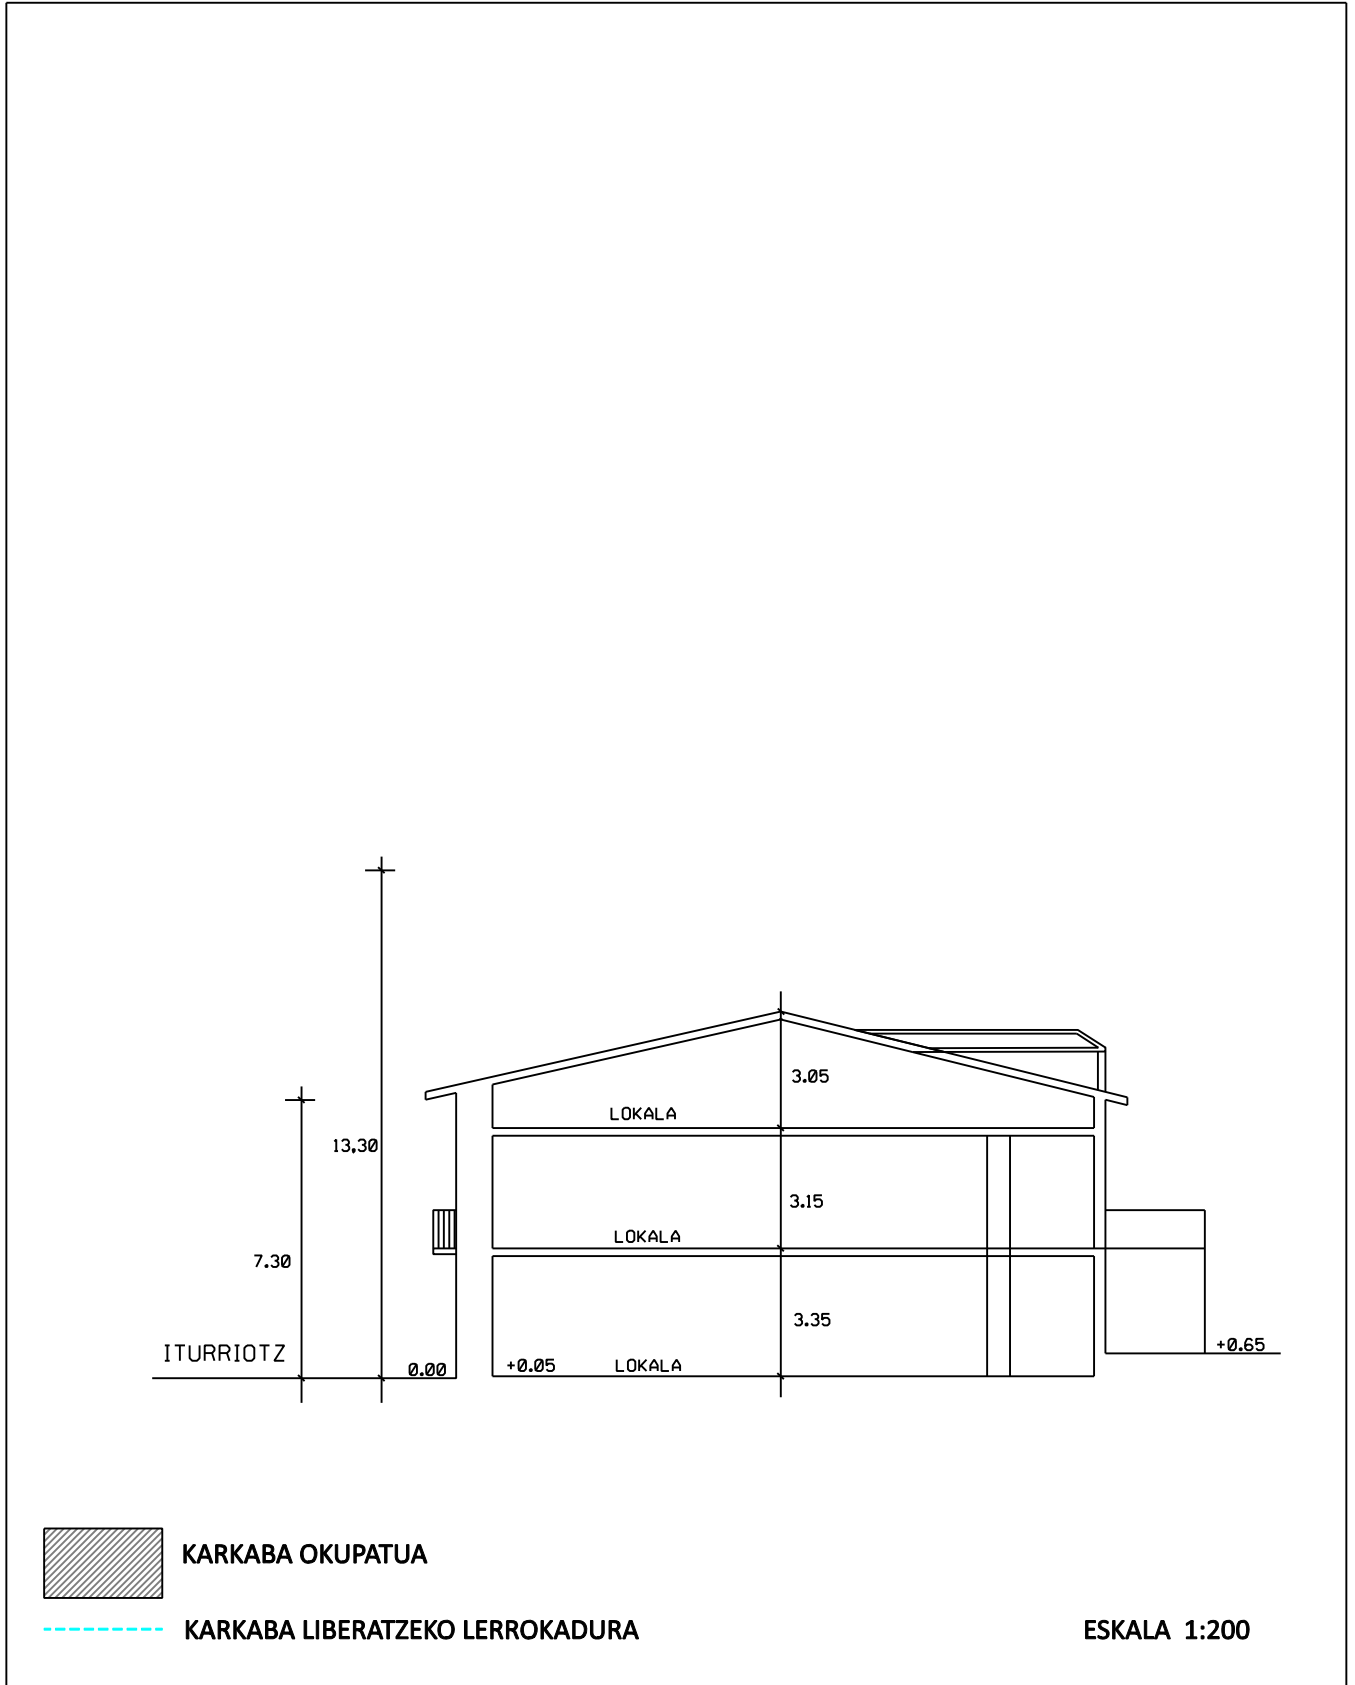 3.05
LOKALA
13,30
3.15
LOKALA
7.30
3.35
ITURRIOTZ
0.00
+0.05
LOKALA
+0.65
KARKABA OKUPATUA
KARKABA LIBERATZEKO LERROKADURA
ESKALA 1:200